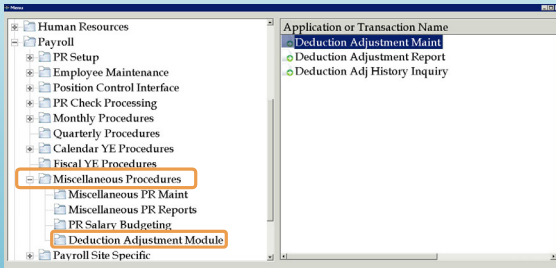 Menu
Human Resources
Payroll
PR Setup
Employee Maintenance
Position Control Interface
PR Check Processing
Monthly Procedures
Quarterly Procedures
Calendar YE Procedures
Fiscal YE Procedures
Miscellaneous Procedures
Miscellaneous PR Maint
Miscellaneous PR Reports
PR Salary Budgeting
Deduction Adjustment Module
Payroll Site Specific
Application or Transaction Name
Deduction Adjustment Maint
Deduction Adjustment Report
Deduction Adj History Inquiry